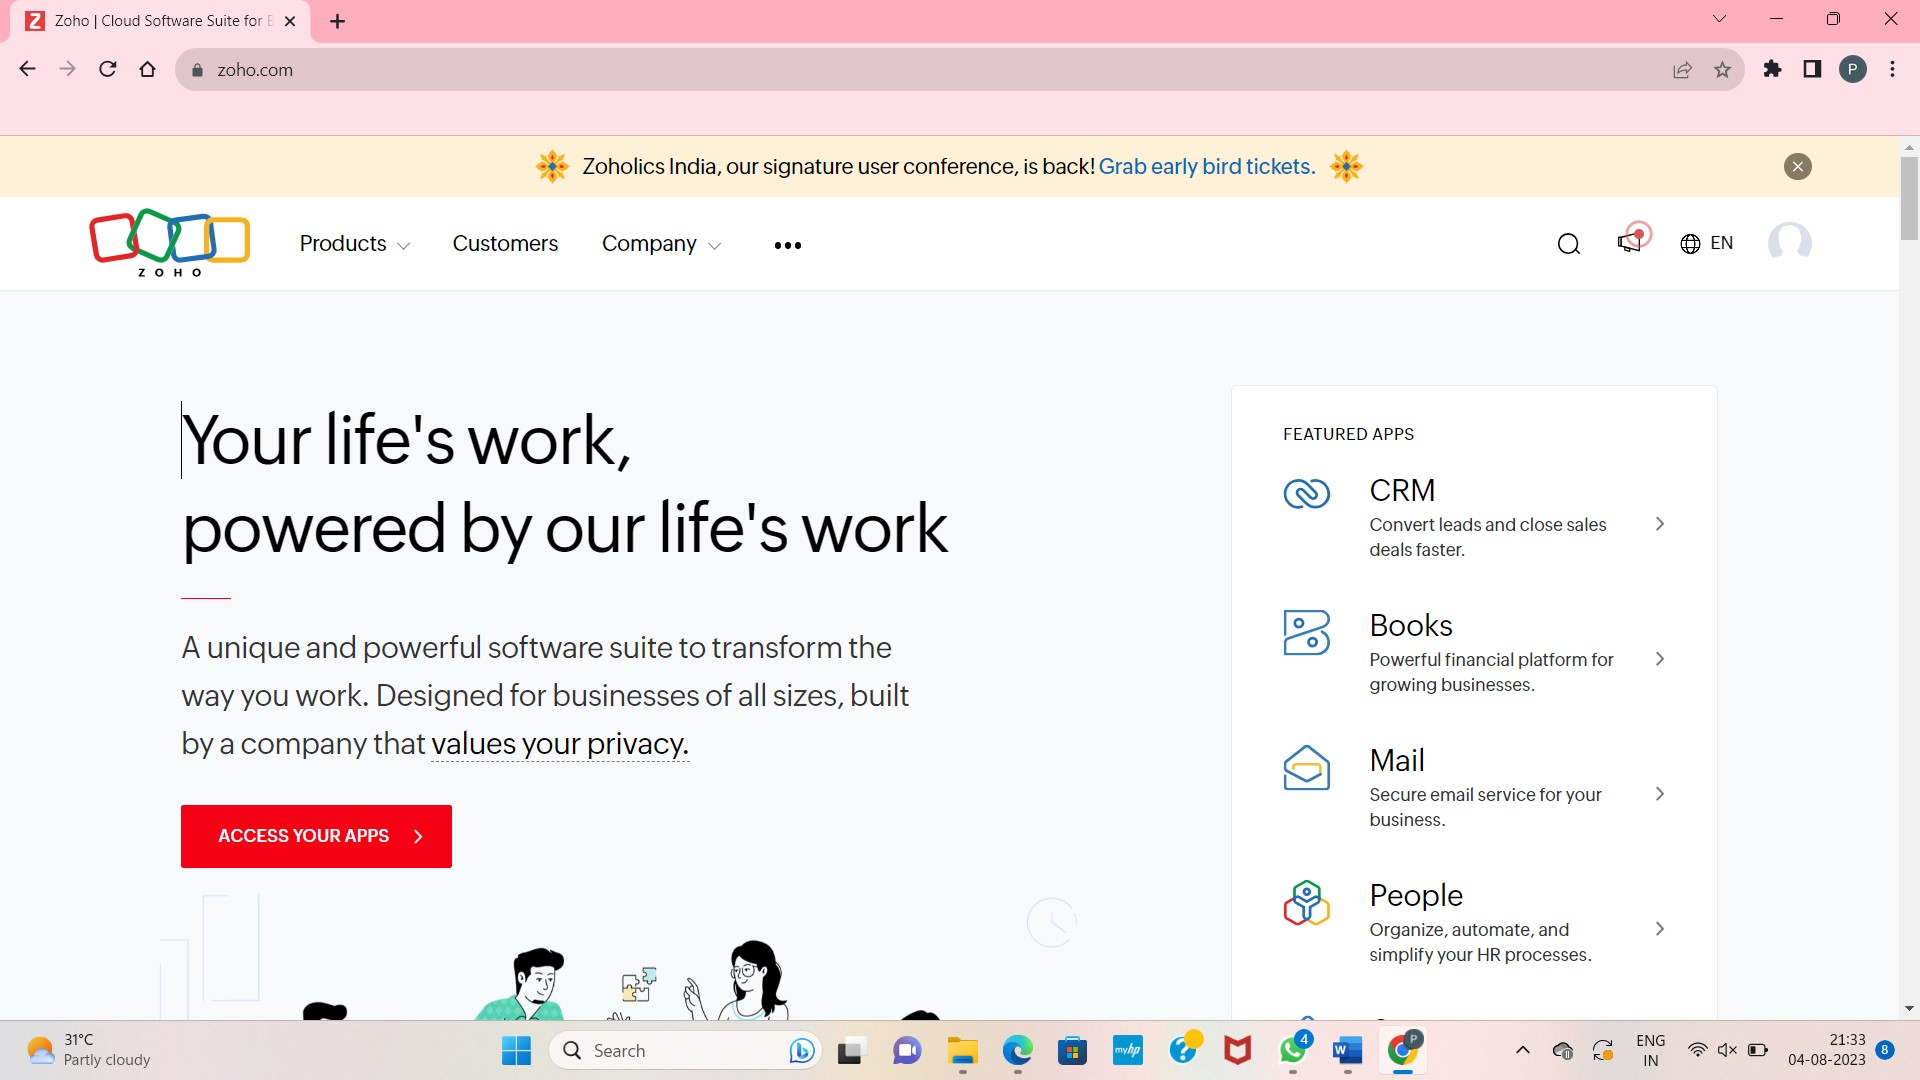 Zoho | Cloud Software Suite for
zoho.com
P
Zoholics India, our signature user conference, is back! Grab early bird tickets.
ZOHO
Products
Customers
Company
EN
Your life's work,
powered by our life's work
A unique and powerful software suite to transform the
way you work. Designed for businesses of all sizes, built
by a company that values your privacy.
ACCESS YOUR APPS
FEATURED APPS
CRM
Convert leads and close sales
deals faster.
Books
Powerful financial platform for
growing businesses.
Mail
Secure email service for your
business.
People
Organize, automate, and
simplify your HR processes.
31°C
Partly cloudy
Search
myhp
4
W
P
ENG
IN
21:33
04-08-2023
8